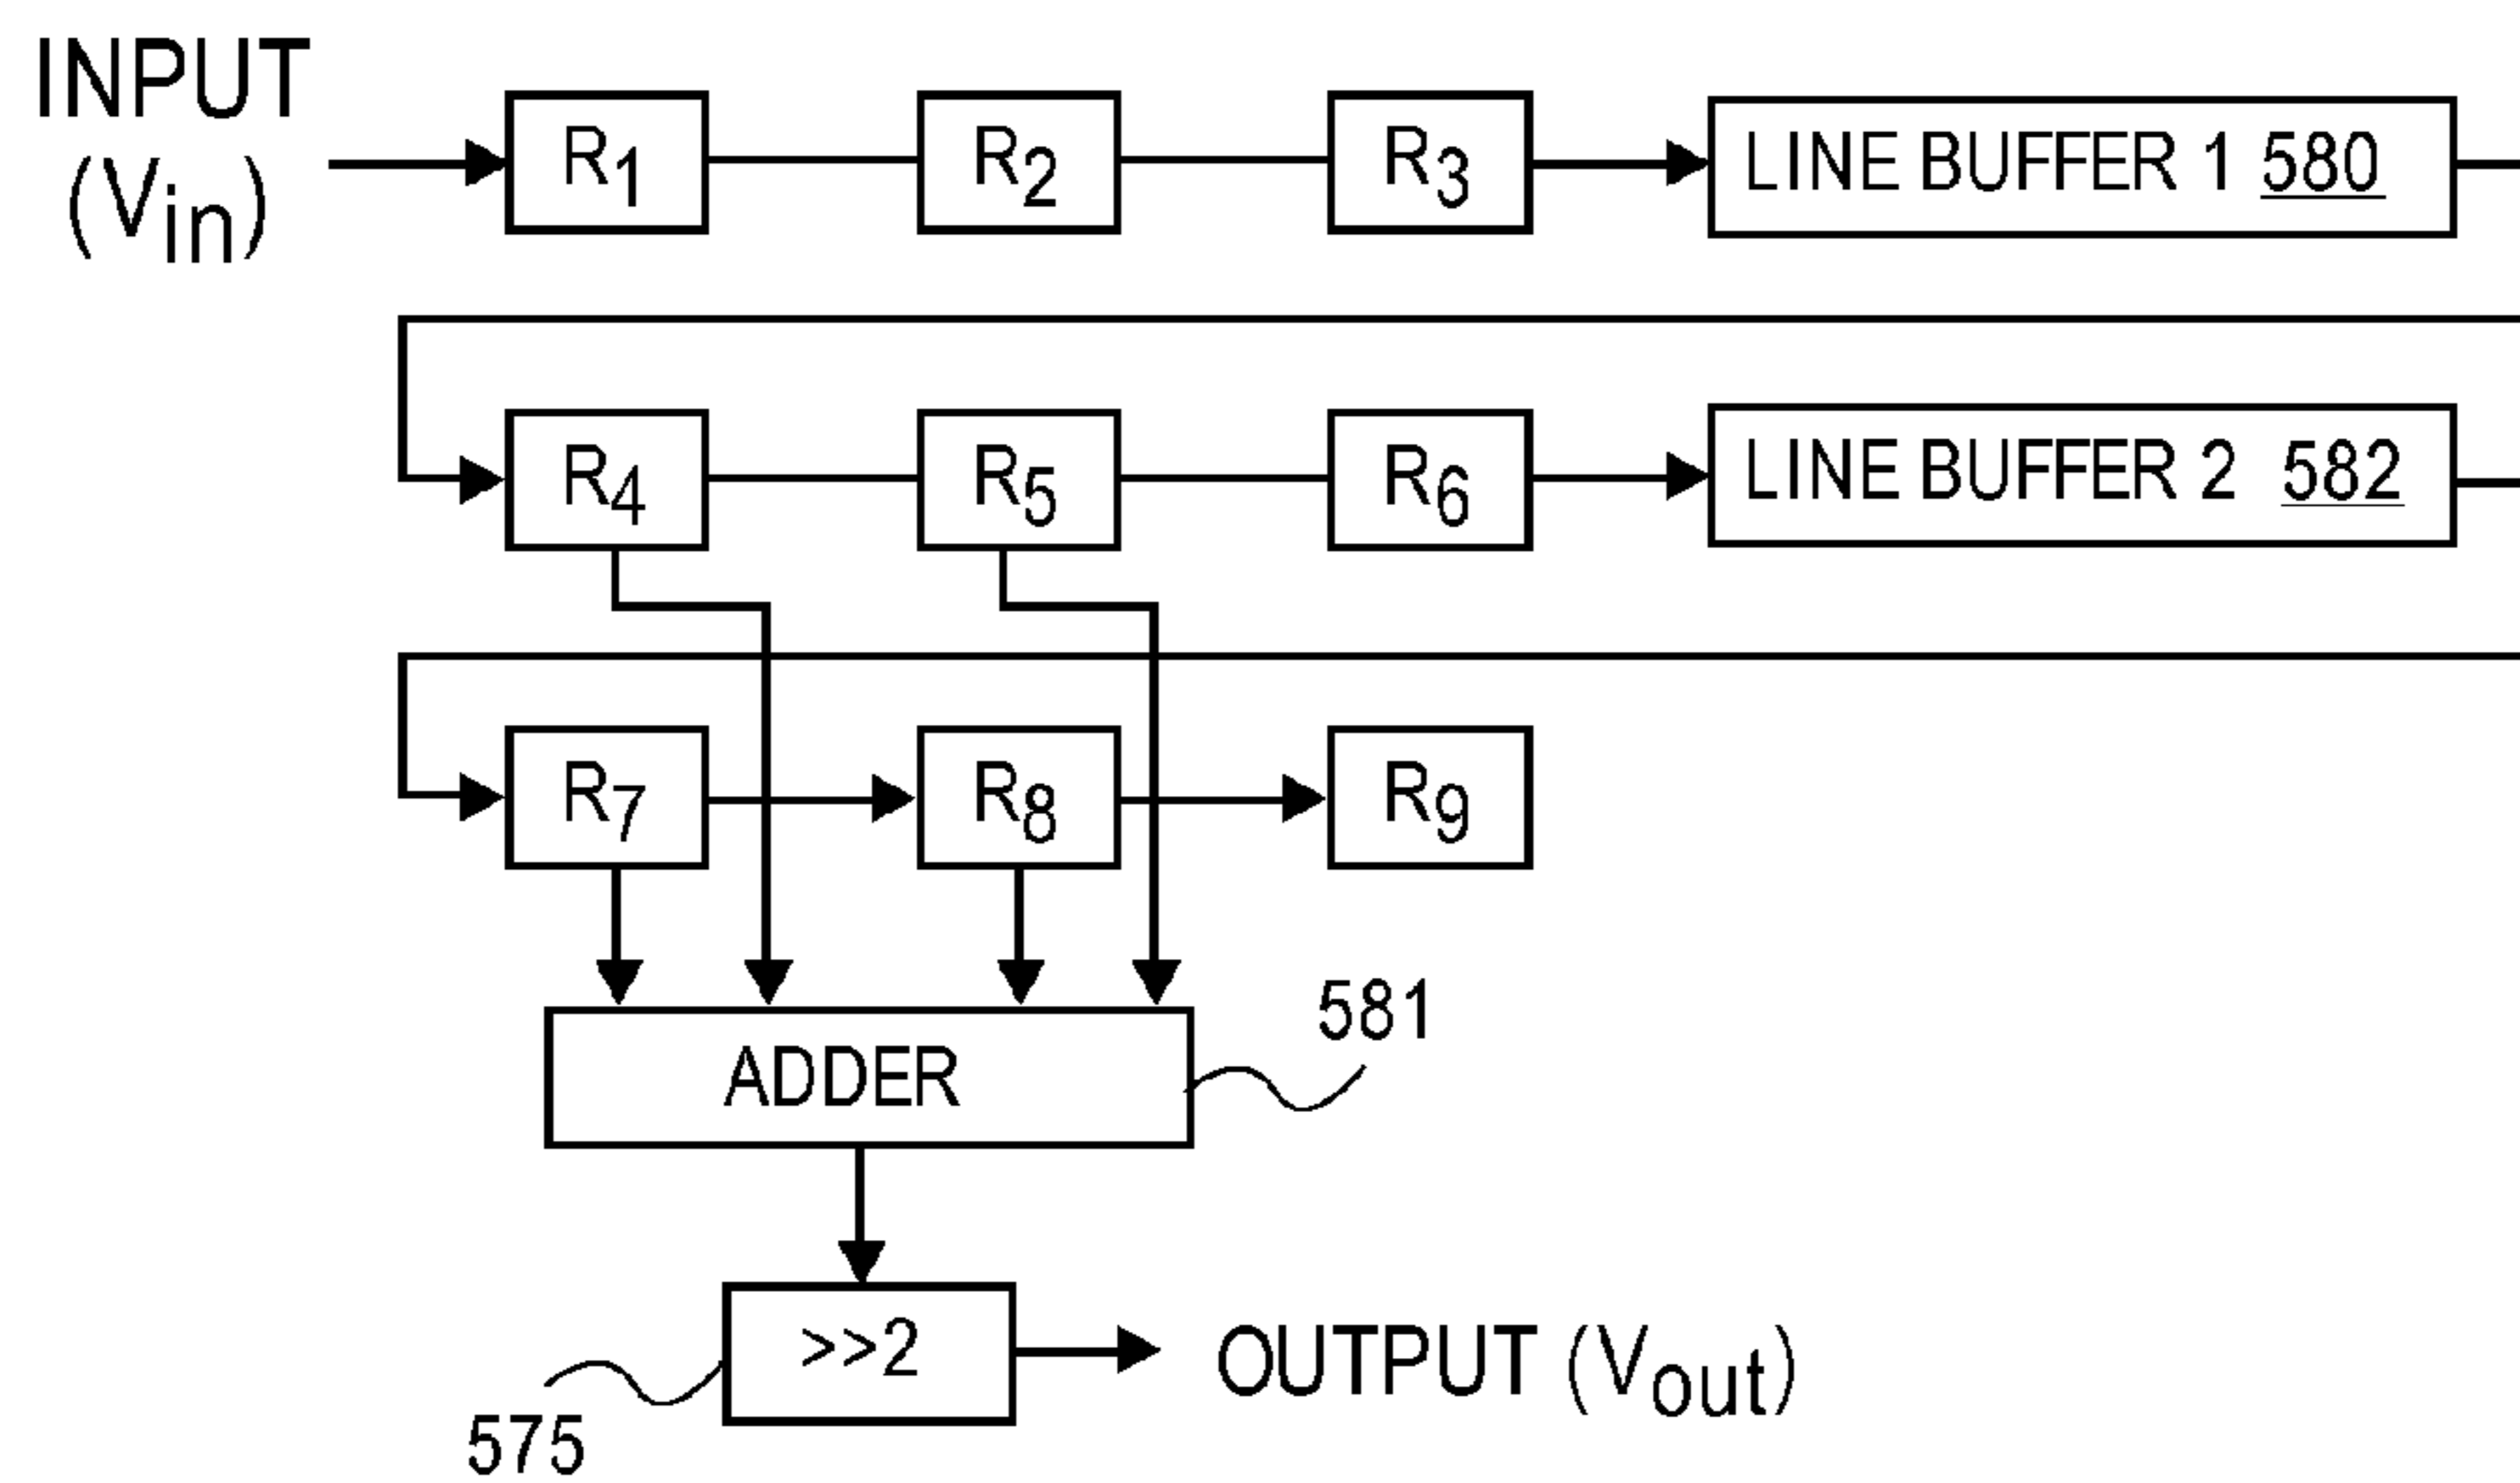 INPUT
(Vin)
R1
R2
R3
LINE BUFFER 1 580
R4
R5
R6
LINE BUFFER 2 582
R7
R8
R9
581
ADDER
>>2
OUTPUT (Vout)
575